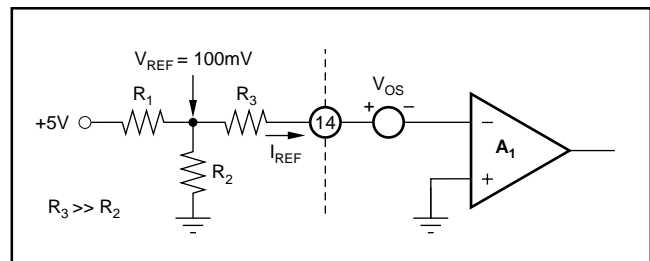 V_REF = 100mV
R_1
R_3
V_OS
+5V
14
+ −
−
A_1
I_REF
+
R_2
R_3 >> R_2